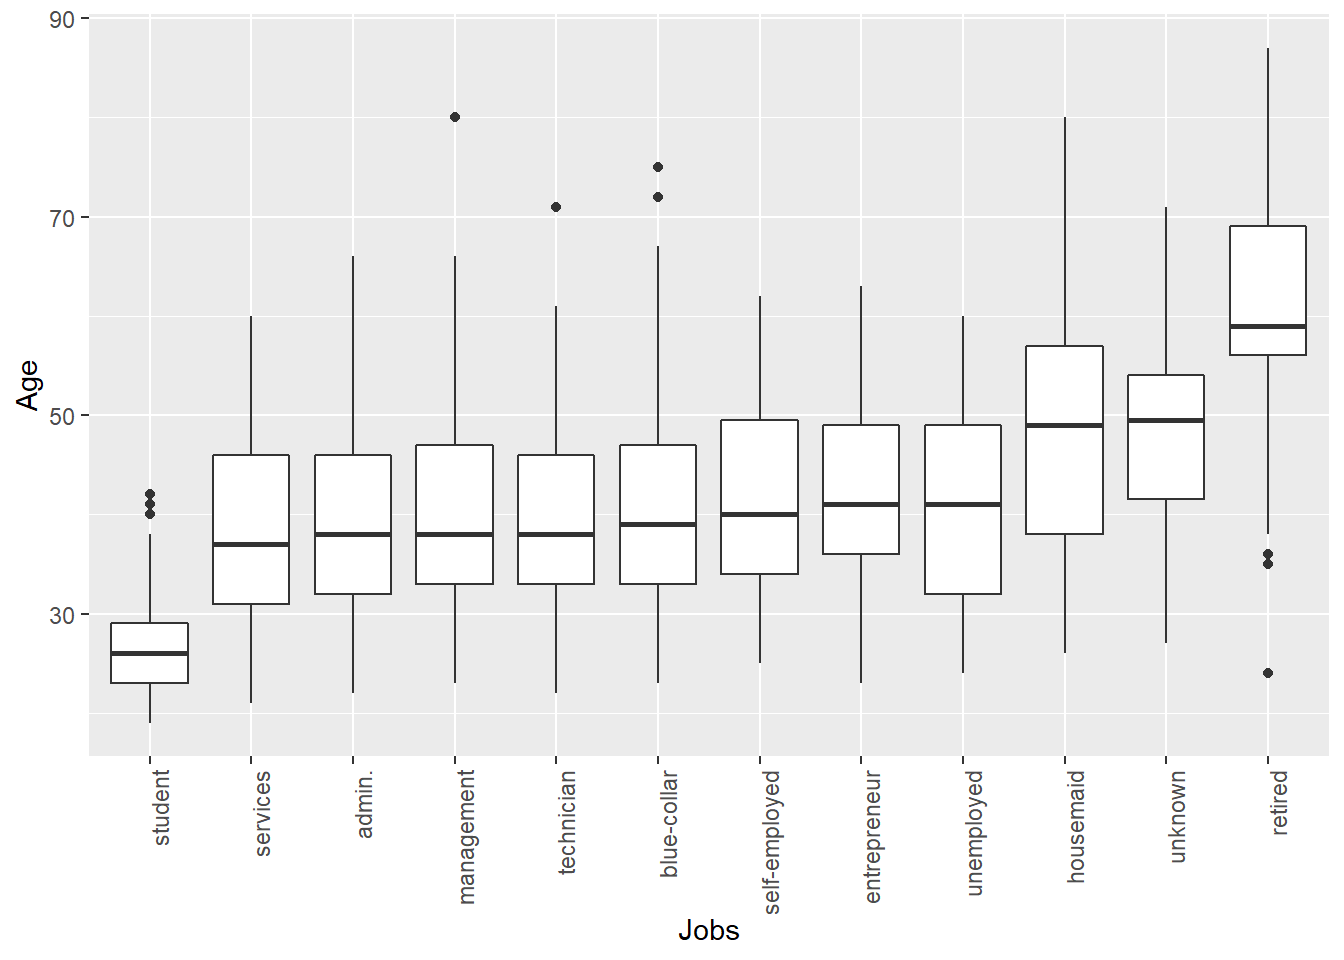 90
70
50
30
Age
student
services
admin.
management
technician
blue-collar
self-employed
entrepreneur
unemployed
housemaid
unknown
retired
Jobs